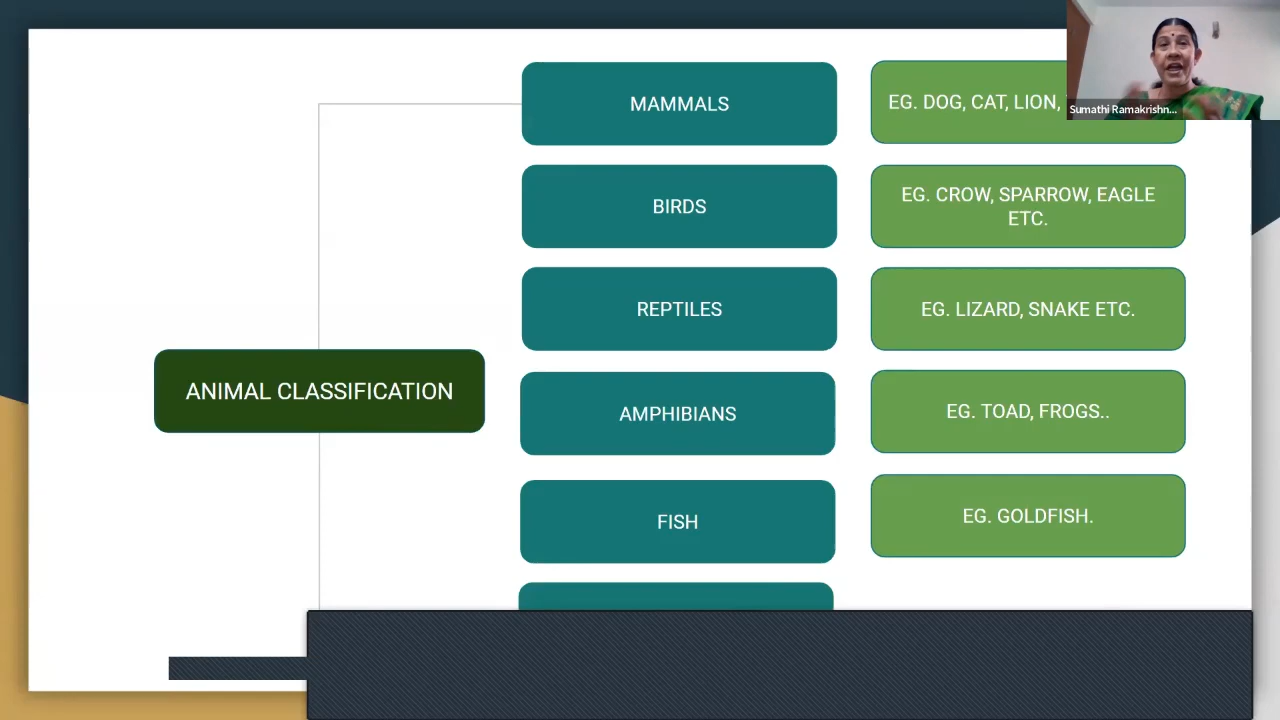 MAMMALS
EG. DOG, CAT, LION,
Sumathi Ramakrishn...
BIRDS
EG. CROW, SPARROW, EAGLE
ETC.
REPTILES
EG. LIZARD, SNAKE ETC.
ANIMAL CLASSIFICATION
AMPHIBIANS
EG. TOAD, FROGS..
FISH
EG. GOLDFISH.